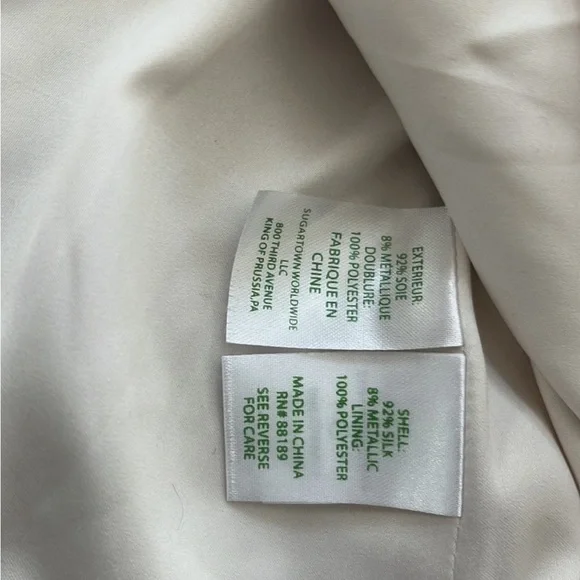 EXTERIEUR:
92% SOIE
8% METALLIQUE
DOUBLURE:
100% POLYESTER
FABRIQUE EN
CHINE
SUGARTOWN WORLDWIDE
LLC
800 THIRD AVENUE
KING OF PRUSSIA.PA
SHELL:
92% SILK
8% METALLIC
LINING:
100% POLYESTER
MADE IN CHINA
RN# 88189
SEE REVERSE
FOR CARE